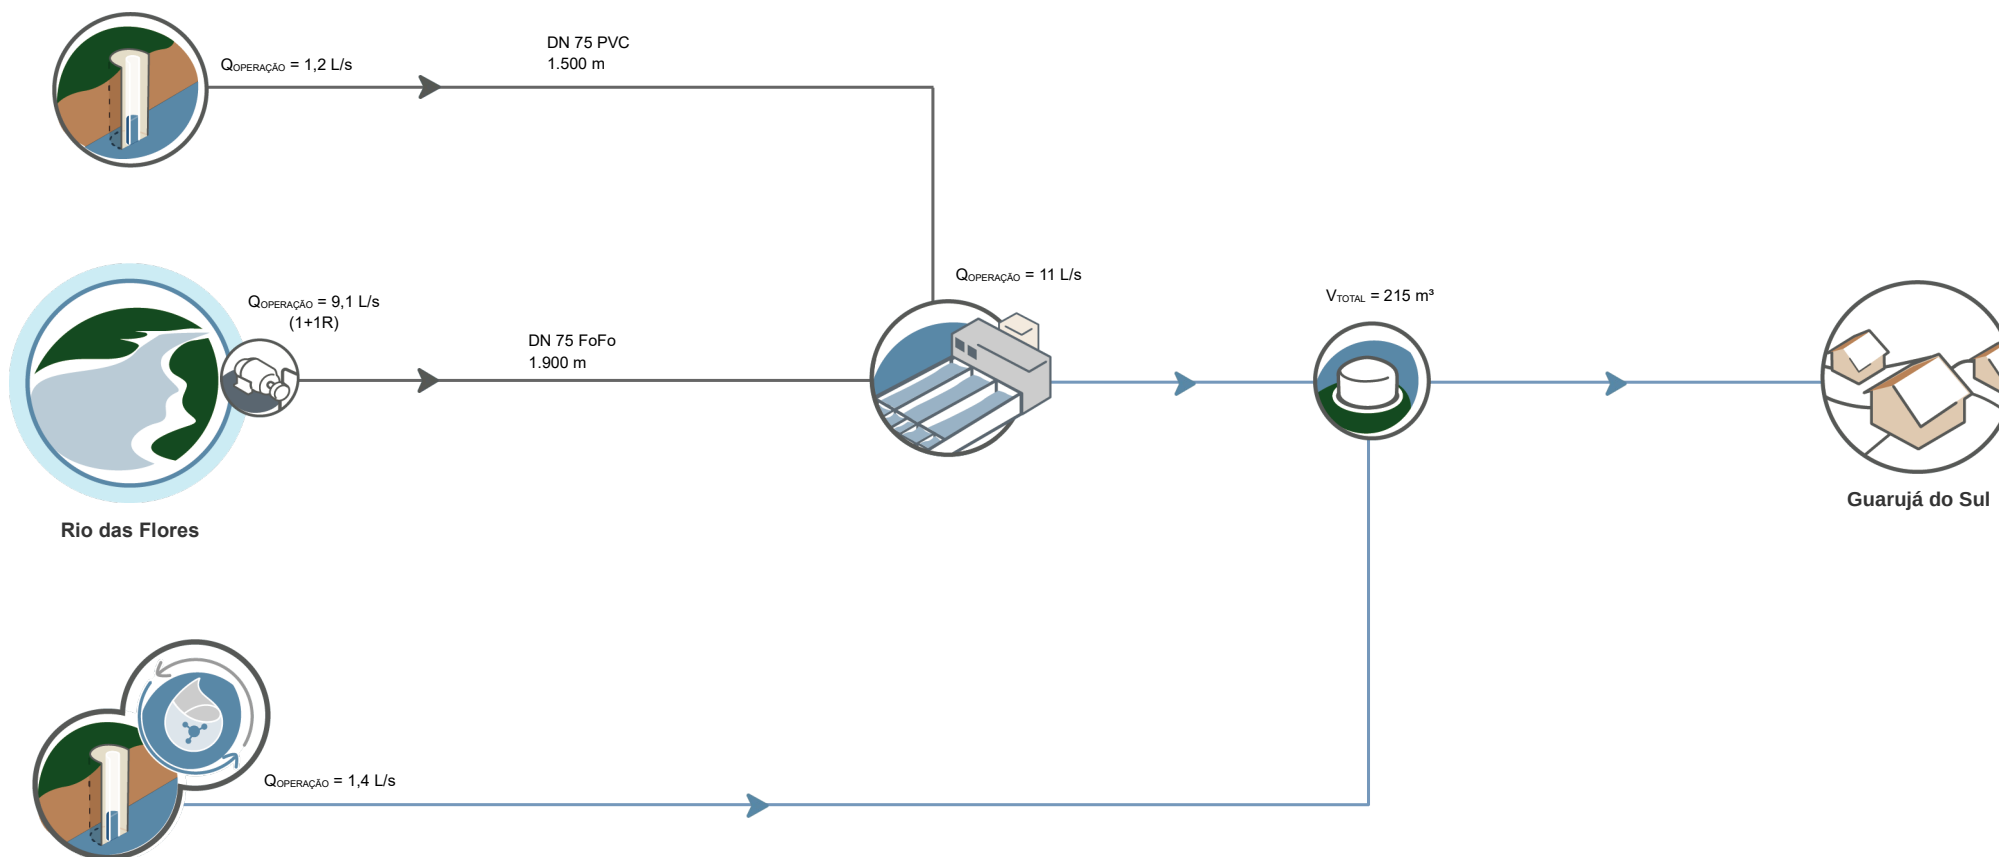 DN 75 PVC
1.500 m
QOPERAÇÃO = 1,2 L/s
QOPERAÇÃO = 11 L/s
QOPERAÇÃO = 9,1 L/s
(1+1R)
VTOTAL = 215 m³
DN 75 FoFo
1.900 m
Guarujá do Sul
Rio das Flores
QOPERAÇÃO = 1,4 L/s